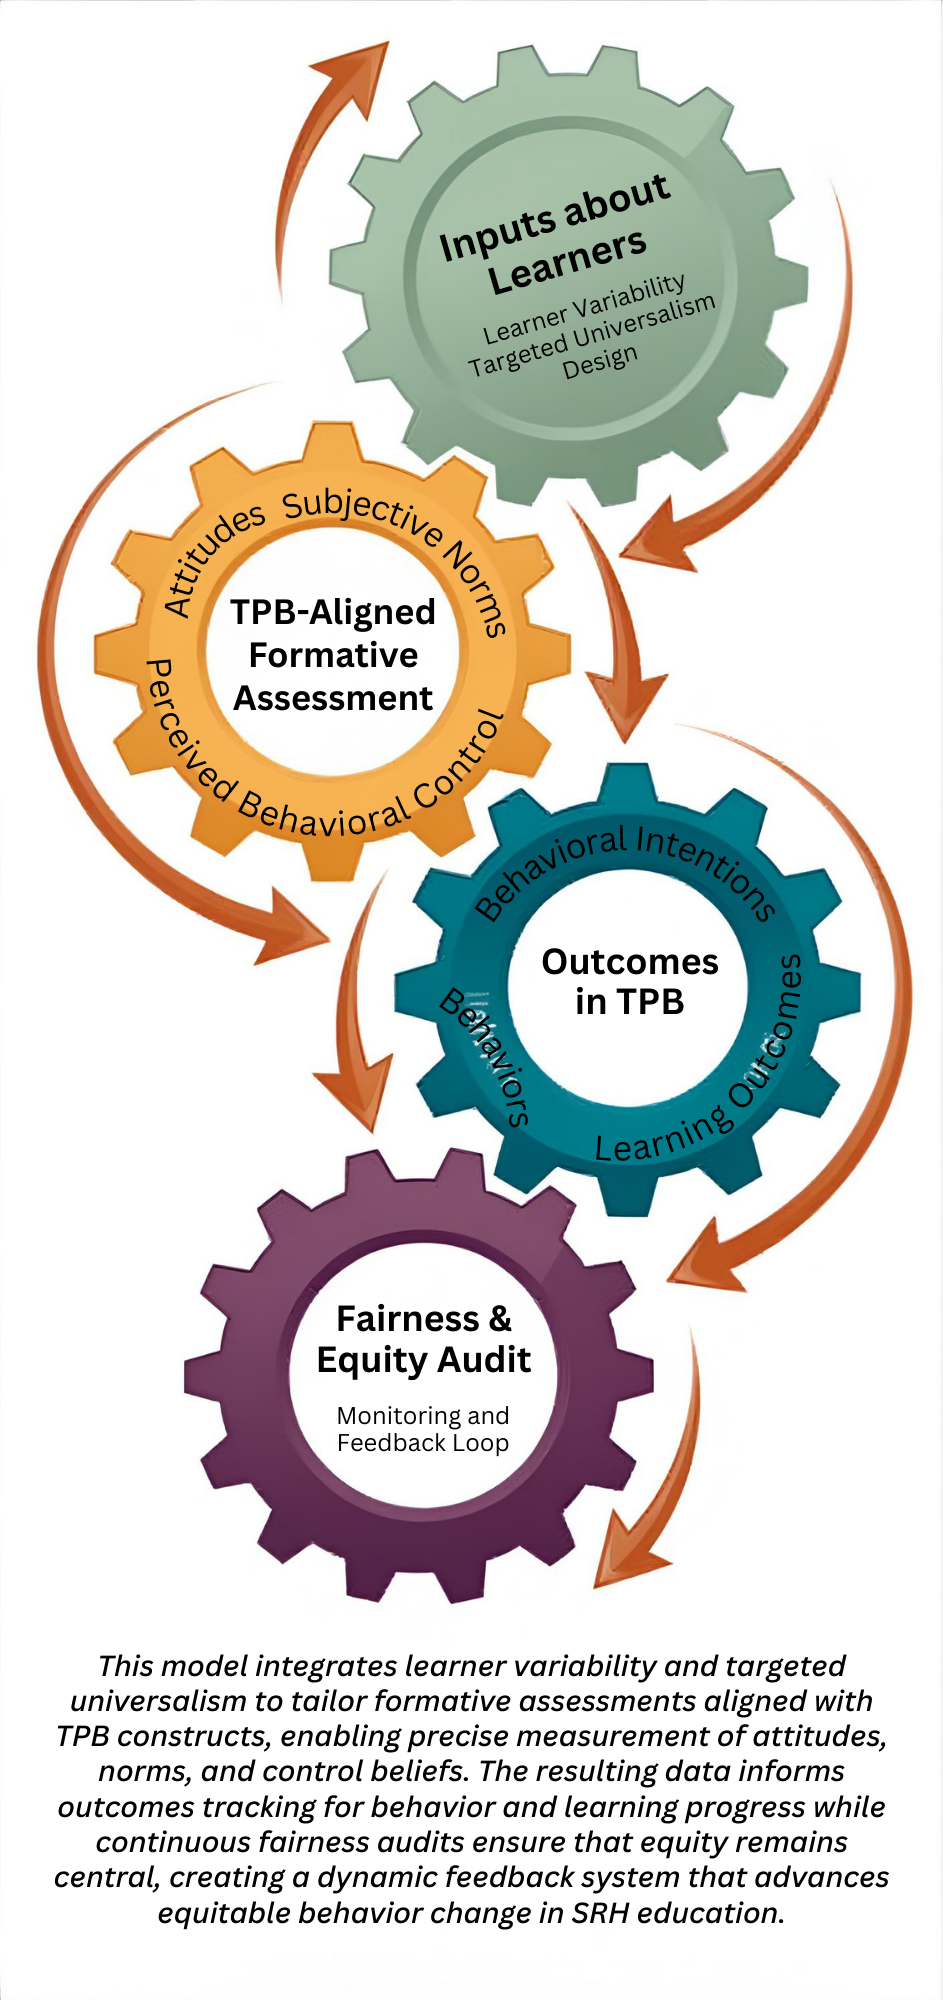 Inputs about
Learners
Learner Variability
Targeted Universalism
Design
Attitudes Subjective Norms
Perceived Behavioral Control
TPB-Aligned
Formative
Assessment
Behavioral Intentions
Outcomes
in TPB
Behaviors
Learning Outcomes
Fairness &
Equity Audit
Monitoring and
Feedback Loop
This model integrates learner variability and targeted
universalism to tailor formative assessments aligned with
TPB constructs, enabling precise measurement of attitudes,
norms, and control beliefs. The resulting data informs
outcomes tracking for behavior and learning progress while
continuous fairness audits ensure that equity remains
central, creating a dynamic feedback system that advances
equitable behavior change in SRH education.